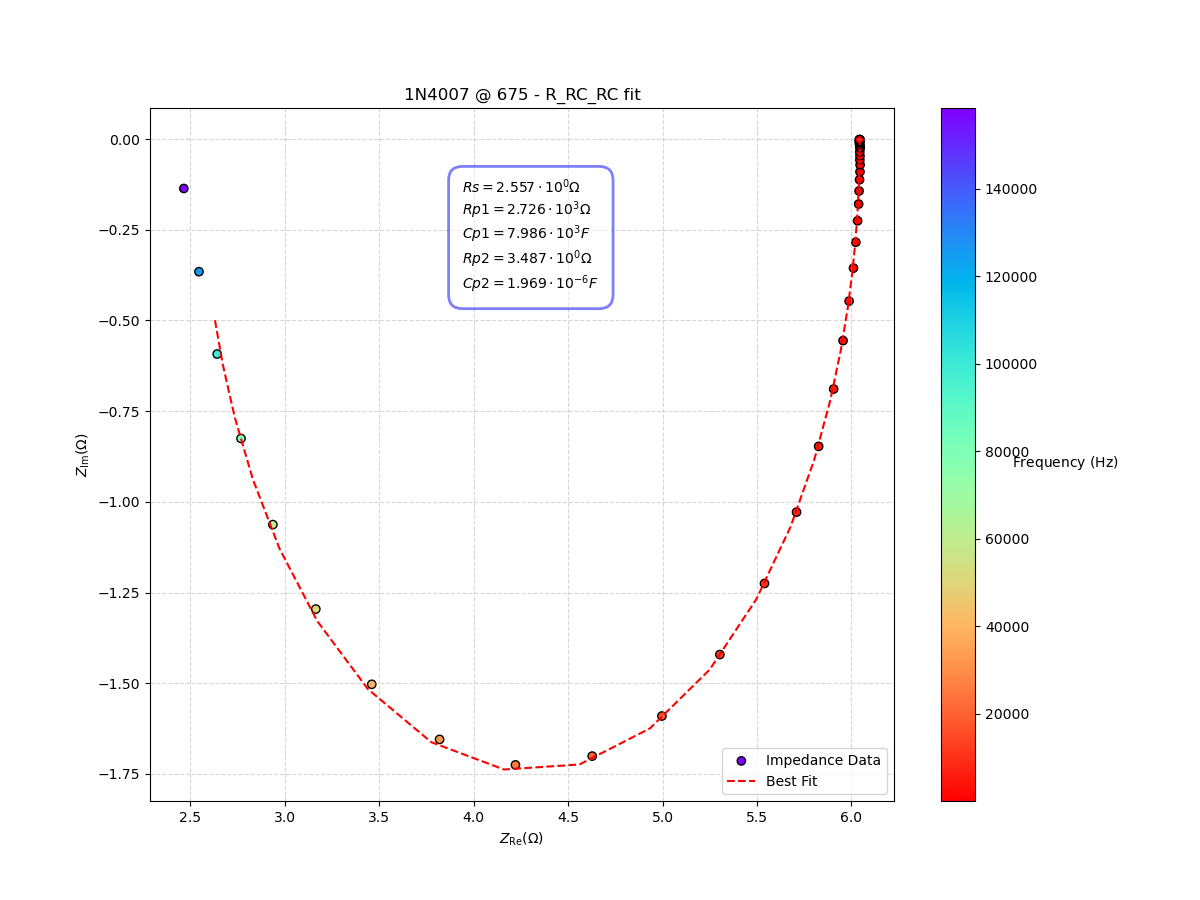 1N4007 @ 675 - R_RC_RC fit
0.00
−0.25
−0.50
−0.75
−1.00
−1.25
−1.50
−1.75
Z_Im(Ω)
2.5 3.0 3.5 4.0 4.5 5.0 5.5 6.0
Z_Re(Ω)
Rs = 2.557 · 10⁰Ω
Rp1 = 2.726 · 10³Ω
Cp1 = 7.986 · 10³F
Rp2 = 3.487 · 10⁰Ω
Cp2 = 1.969 · 10⁻⁶F
Impedance Data
Best Fit
140000
120000
100000
80000
60000
40000
20000
Frequency (Hz)